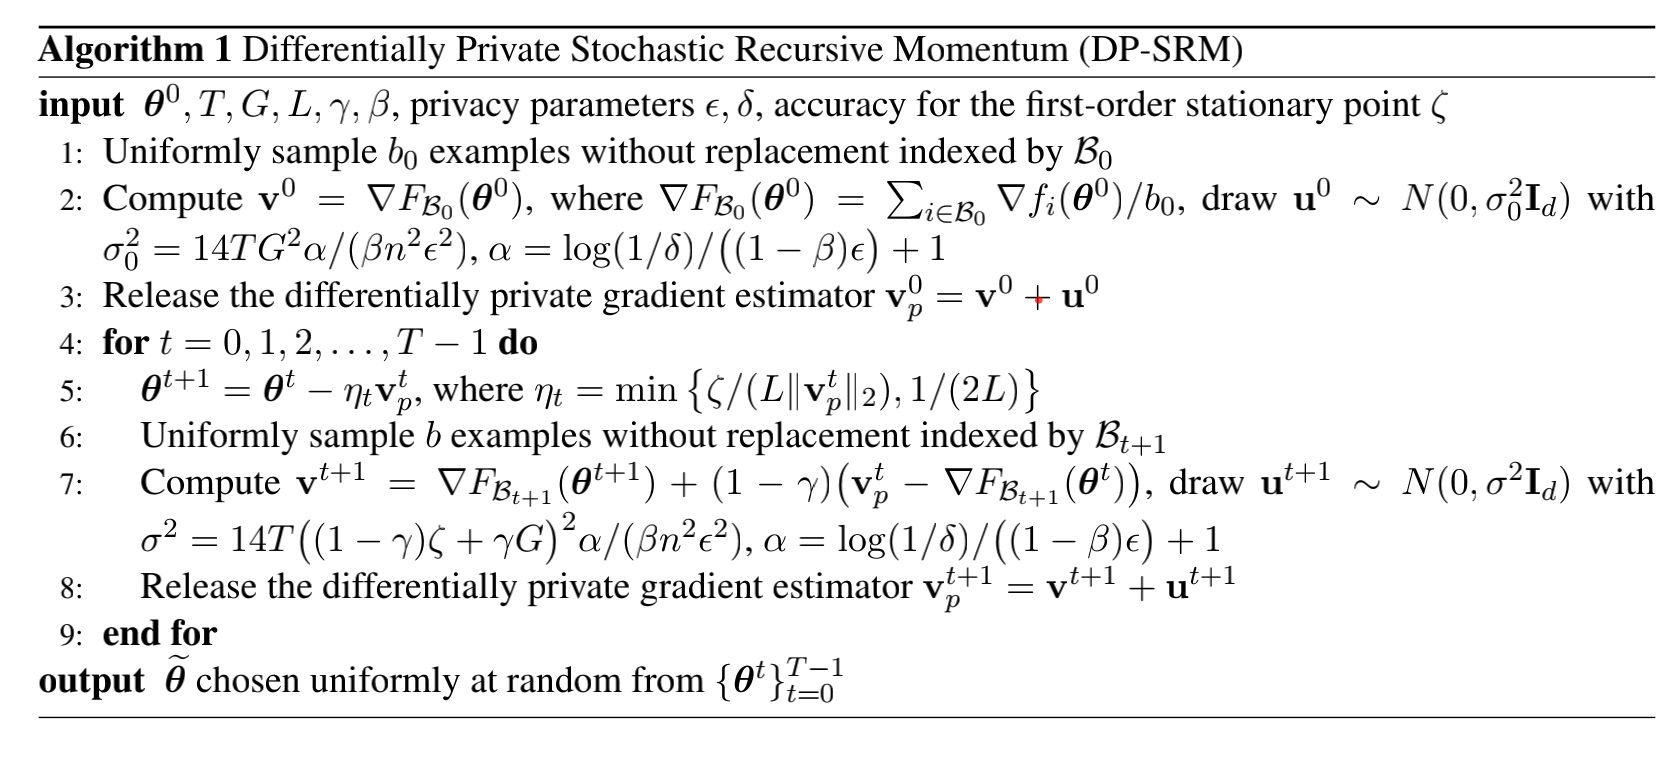 Algorithm 1 Differentially Private Stochastic Recursive Momentum (DP-SRM)
input θ⁰, T, G, L, γ, β, privacy parameters ϵ, δ, accuracy for the first-order stationary point ζ
1: Uniformly sample b₀ examples without replacement indexed by ℬ₀
2: Compute v⁰ = ∇F_{ℬ₀}(θ⁰), where ∇F_{ℬ₀}(θ⁰) = ∑_{i∈ℬ₀} ∇f_i(θ⁰)/b₀, draw u⁰ ∼ N(0, σ₀²I_d) with
σ₀² = 14TG²α/(βn²ϵ²), α = log(1/δ)/((1 − β)ϵ) + 1
3: Release the differentially private gradient estimator v_p⁰ = v⁰ + u⁰
4: for t = 0, 1, 2, . . . , T − 1 do
5: θ^{t+1} = θ^t − η_t v_p^t, where η_t = min {ζ/(L‖v_p^t‖₂), 1/(2L)}
6: Uniformly sample b examples without replacement indexed by ℬ_{t+1}
7: Compute v^{t+1} = ∇F_{ℬ_{t+1}}(θ^{t+1}) + (1 − γ)(v_p^t − ∇F_{ℬ_{t+1}}(θ^t)), draw u^{t+1} ∼ N(0, σ²I_d) with
σ² = 14T((1 − γ)ζ + γG)²α/(βn²ϵ²), α = log(1/δ)/((1 − β)ϵ) + 1
8: Release the differentially private gradient estimator v_p^{t+1} = v^{t+1} + u^{t+1}
9: end for
output θ̃ chosen uniformly at random from {θ^t}_{t=0}^{T−1}